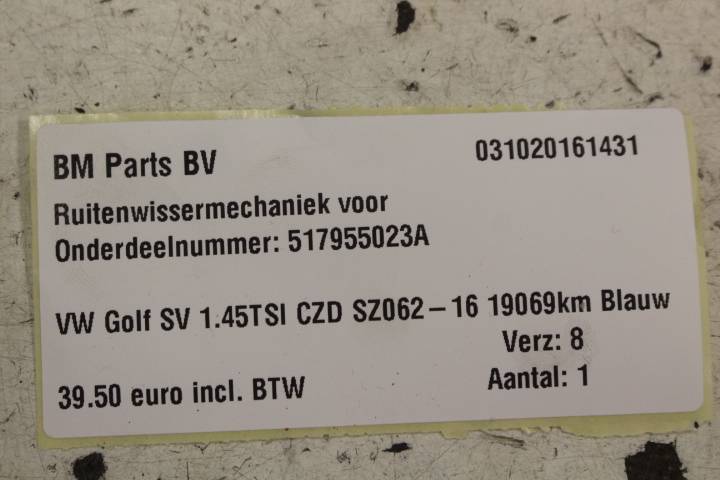 BM Parts BV 031020161431
Ruitenwissermechaniek voor
Onderdeelnummer: 517955023A
VW Golf SV 1.45TSI CZD SZ062-16 19069km Blauw
Verz: 8
39.50 euro incl. BTW Aantal: 1